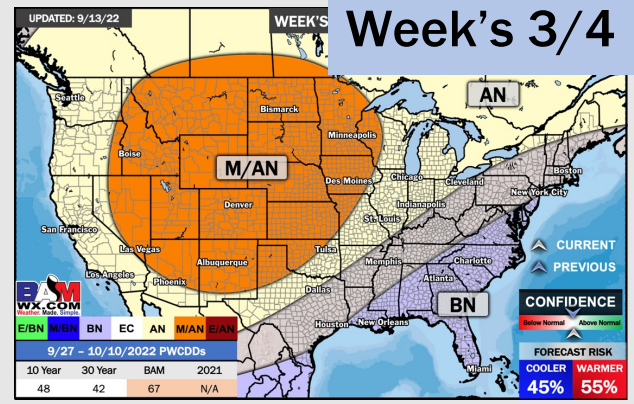 UPDATED: 9/13/22
WEEK'S
Week's 3/4
AN
Seattle
Bismarck
Minneapolis
Boise
M/AN
Boston
Des Moines
Chicago
Cleveland
New York City
Denver
Indianapolis
St. Louis
San Francisco
Las Vegas
Tulsa
CURRENT
Albuquerque
Memphis
Charlotte
PREVIOUS
Los Angeles
Phoenix
Atlanta
Dallas
BN
BAM
WX.COM
Weather. Made. Simple.
CONFIDENCE
Houston
New Orleans
Below Normal
Above Normal
E/BN M/BN BN EC AN M/AN E/AN
9/27 – 10/10/2022 PWCDDs
FORECAST RISK
Miami
10 Year 30 Year BAM 2021
COOLER WARMER
48 42 67 N/A
45% 55%